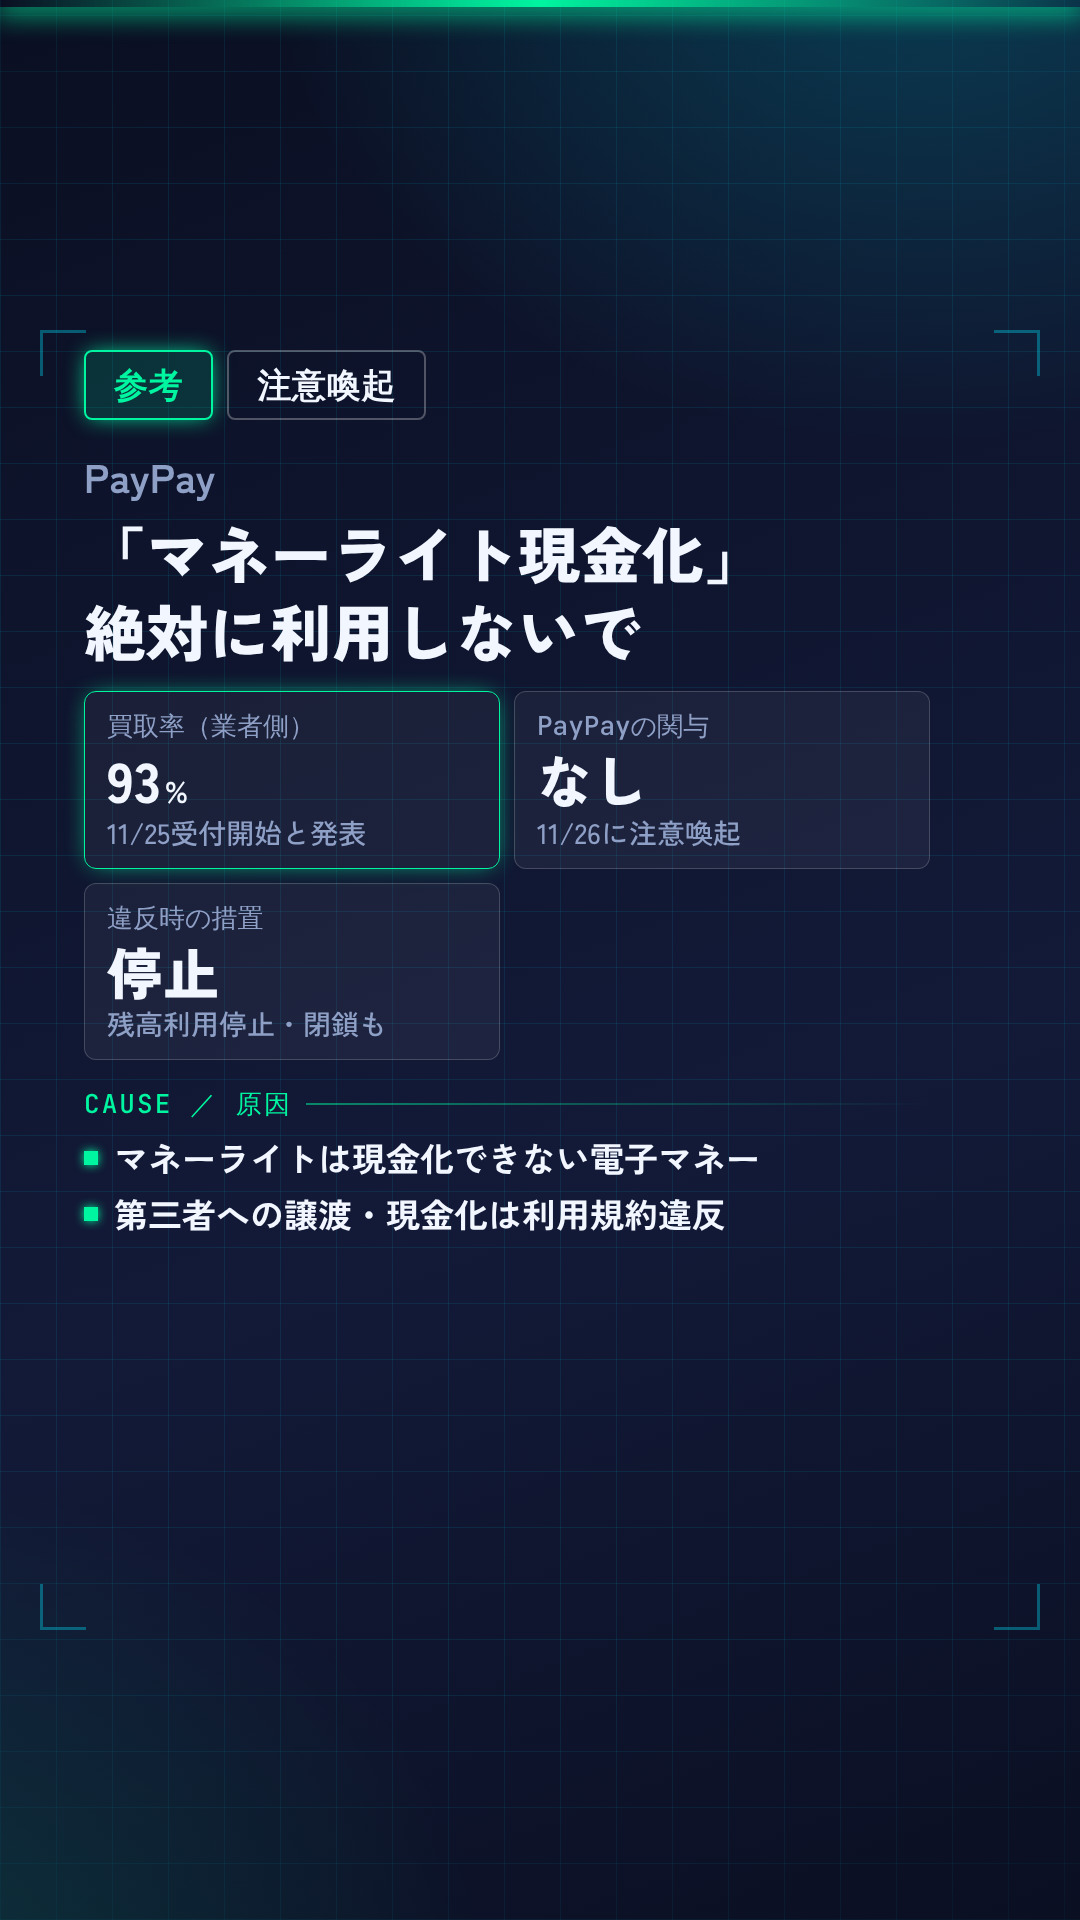 参考
注意喚起
PayPay
「マネーライト現金化」
絶対に利用しないで
買取率（業者側）
93%
11/25受付開始と発表
PayPayの関与
なし
11/26に注意喚起
違反時の措置
停止
残高利用停止・閉鎖も
CAUSE ／ 原因
マネーライトは現金化できない電子マネー
第三者への譲渡・現金化は利用規約違反